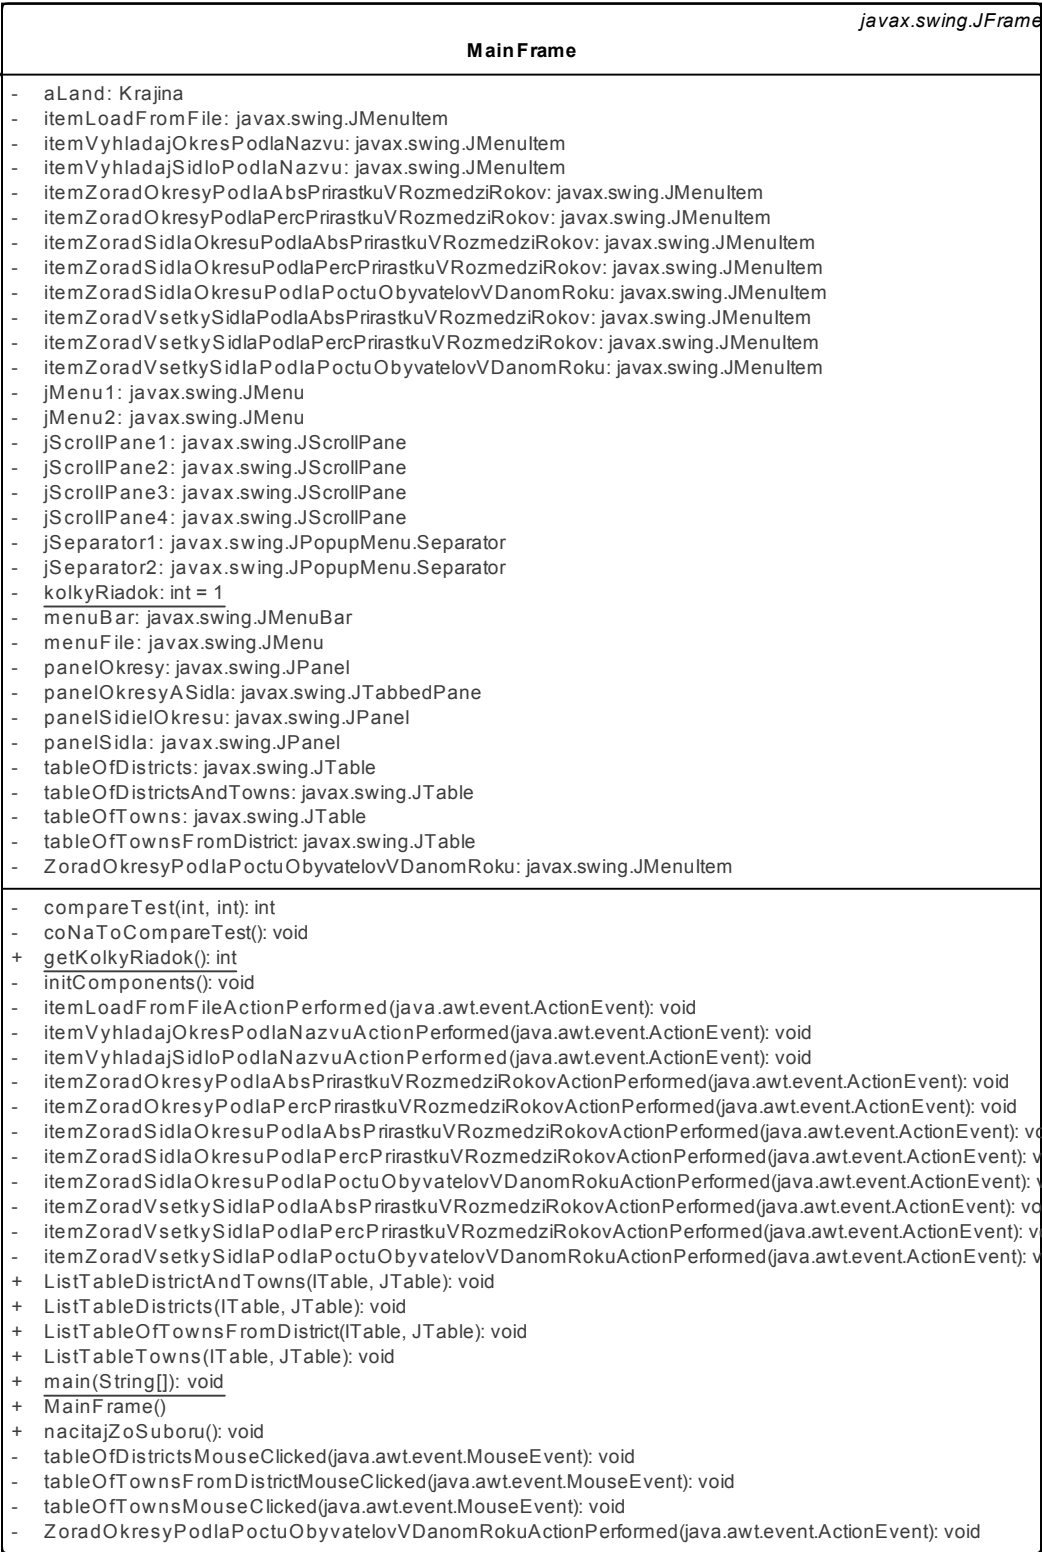 javax.swing.JFrame
MainFrame
- aLand: Krajina
- itemLoadFromFile: javax.swing.JMenuItem
- itemVyhladajOkresPodlaNazvu: javax.swing.JMenuItem
- itemVyhladajSidloPodlaNazvu: javax.swing.JMenuItem
- itemZoradOkresyPodlaAbsPrirastkuVRozmedziRokov: javax.swing.JMenuItem
- itemZoradOkresyPodlaPercPrirastkuVRozmedziRokov: javax.swing.JMenuItem
- itemZoradSidlaOkresuPodlaAbsPrirastkuVRozmedziRokov: javax.swing.JMenuItem
- itemZoradSidlaOkresuPodlaPercPrirastkuVRozmedziRokov: javax.swing.JMenuItem
- itemZoradSidlaOkresuPodlaPoctuObyvatelovVDanomRoku: javax.swing.JMenuItem
- itemZoradVsetkySidlaPodlaAbsPrirastkuVRozmedziRokov: javax.swing.JMenuItem
- itemZoradVsetkySidlaPodlaPercPrirastkuVRozmedziRokov: javax.swing.JMenuItem
- itemZoradVsetkySidlaPodlaPoctuObyvatelovVDanomRoku: javax.swing.JMenuItem
- jMenu1: javax.swing.JMenu
- jMenu2: javax.swing.JMenu
- jScrollPane1: javax.swing.JScrollPane
- jScrollPane2: javax.swing.JScrollPane
- jScrollPane3: javax.swing.JScrollPane
- jScrollPane4: javax.swing.JScrollPane
- jSeparator1: javax.swing.JPopupMenu.Separator
- jSeparator2: javax.swing.JPopupMenu.Separator
- kolkyRiadok: int = 1
- menuBar: javax.swing.JMenuBar
- menuFile: javax.swing.JMenu
- panelOkresy: javax.swing.JPanel
- panelOkresyASidla: javax.swing.JTabbedPane
- panelSidielOkresu: javax.swing.JPanel
- panelSidla: javax.swing.JPanel
- tableOfDistricts: javax.swing.JTable
- tableOfDistrictsAndTowns: javax.swing.JTable
- tableOfTowns: javax.swing.JTable
- tableOfTownsFromDistrict: javax.swing.JTable
- ZoradOkresyPodlaPoctuObyvatelovVDanomRoku: javax.swing.JMenuItem
- compareTest(int, int): int
- coNaToCompareTest(): void
+ getKolkyRiadok(): int
- initComponents(): void
- itemLoadFromFileActionPerformed(java.awt.event.ActionEvent): void
- itemVyhladajOkresPodlaNazvuActionPerformed(java.awt.event.ActionEvent): void
- itemVyhladajSidloPodlaNazvuActionPerformed(java.awt.event.ActionEvent): void
- itemZoradOkresyPodlaAbsPrirastkuVRozmedziRokovActionPerformed(java.awt.event.ActionEvent): void
- itemZoradOkresyPodlaPercPrirastkuVRozmedziRokovActionPerformed(java.awt.event.ActionEvent): void
- itemZoradSidlaOkresuPodlaAbsPrirastkuVRozmedziRokovActionPerformed(java.awt.event.ActionEvent):
- itemZoradSidlaOkresuPodlaPercPrirastkuVRozmedziRokovActionPerformed(java.awt.event.ActionEvent):
- itemZoradSidlaOkresuPodlaPoctuObyvatelovVDanomRokuActionPerformed(java.awt.event.ActionEvent):
- itemZoradVsetkySidlaPodlaAbsPrirastkuVRozmedziRokovActionPerformed(java.awt.event.ActionEvent):
- itemZoradVsetkySidlaPodlaPercPrirastkuVRozmedziRokovActionPerformed(java.awt.event.ActionEvent):
- itemZoradVsetkySidlaPodlaPoctuObyvatelovVDanomRokuActionPerformed(java.awt.event.ActionEvent):
+ ListTableDistrictAndTowns(ITable, JTable): void
+ ListTableDistricts(ITable, JTable): void
+ ListTableOfTownsFromDistrict(ITable, JTable): void
+ ListTableTowns(ITable, JTable): void
+ main(String[]): void
+ MainFrame()
+ nacitajZoSuboru(): void
- tableOfDistrictsMouseClicked(java.awt.event.MouseEvent): void
- tableOfTownsFromDistrictMouseClicked(java.awt.event.MouseEvent): void
- tableOfTownsMouseClicked(java.awt.event.MouseEvent): void
- ZoradOkresyPodlaPoctuObyvatelovVDanomRokuActionPerformed(java.awt.event.ActionEvent): void